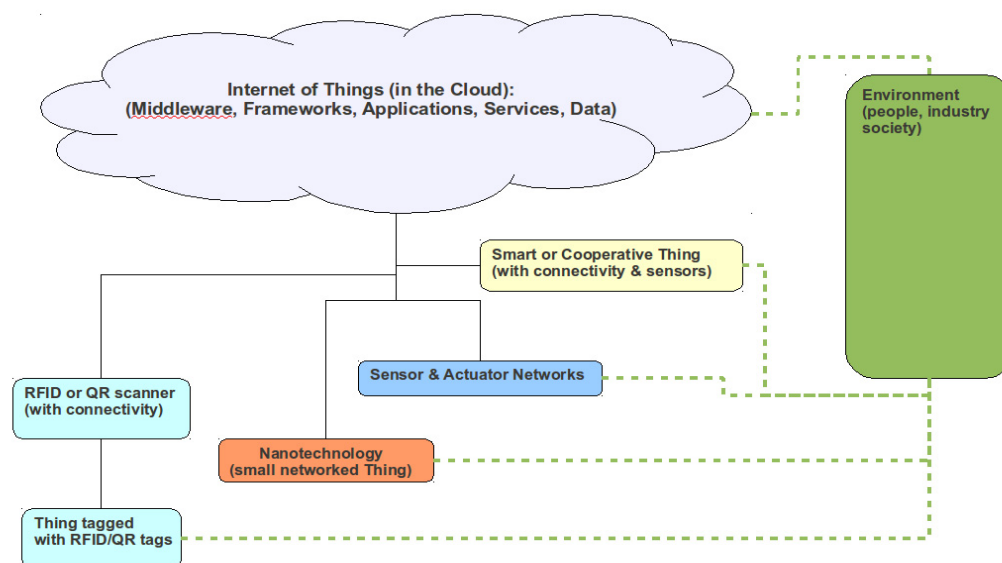 Internet of Things (in the Cloud):
(Middleware, Frameworks, Applications, Services, Data)
Environment
(people, industry
society)
Smart or Cooperative Thing
(with connectivity & sensors)
Sensor & Actuator Networks
RFID or QR scanner
(with connectivity)
Nanotechnology
(small networked Thing)
Thing tagged
with RFID/QR tags